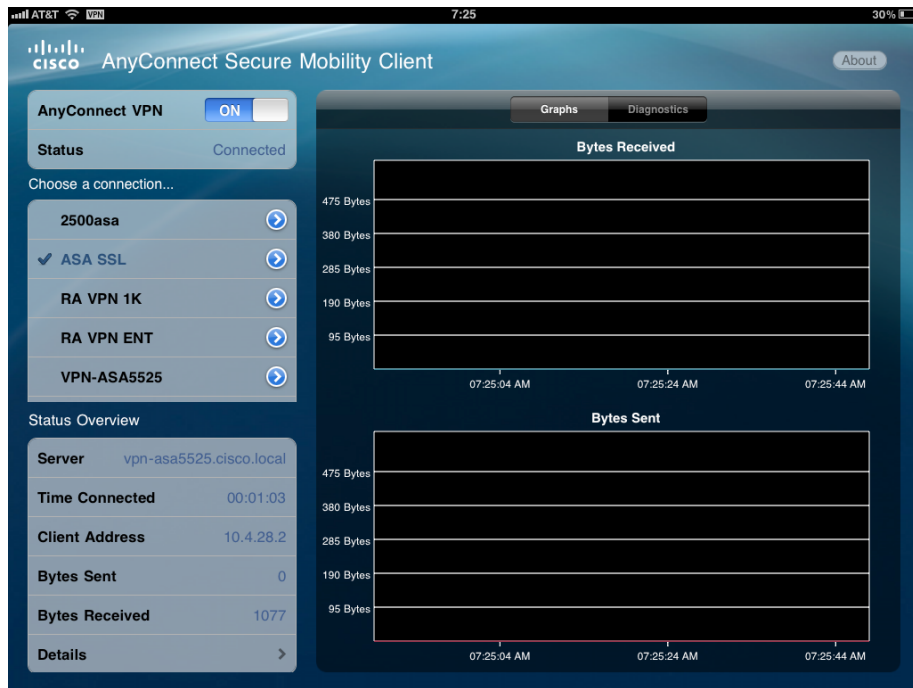 AT&T VPN 7:25 30%
cisco AnyConnect Secure Mobility Client About
AnyConnect VPN ON
Status Connected
Choose a connection...
2500asa
ASA SSL
RA VPN 1K
RA VPN ENT
VPN-ASA5525
Status Overview
Server vpn-asa5525.cisco.local
Time Connected 00:01:03
Client Address 10.4.28.2
Bytes Sent 0
Bytes Received 1077
Details
Graphs Diagnostics
Bytes Received
475 Bytes
380 Bytes
285 Bytes
190 Bytes
95 Bytes
07:25:04 AM 07:25:24 AM 07:25:44 AM
Bytes Sent
475 Bytes
380 Bytes
285 Bytes
190 Bytes
95 Bytes
07:25:04 AM 07:25:24 AM 07:25:44 AM